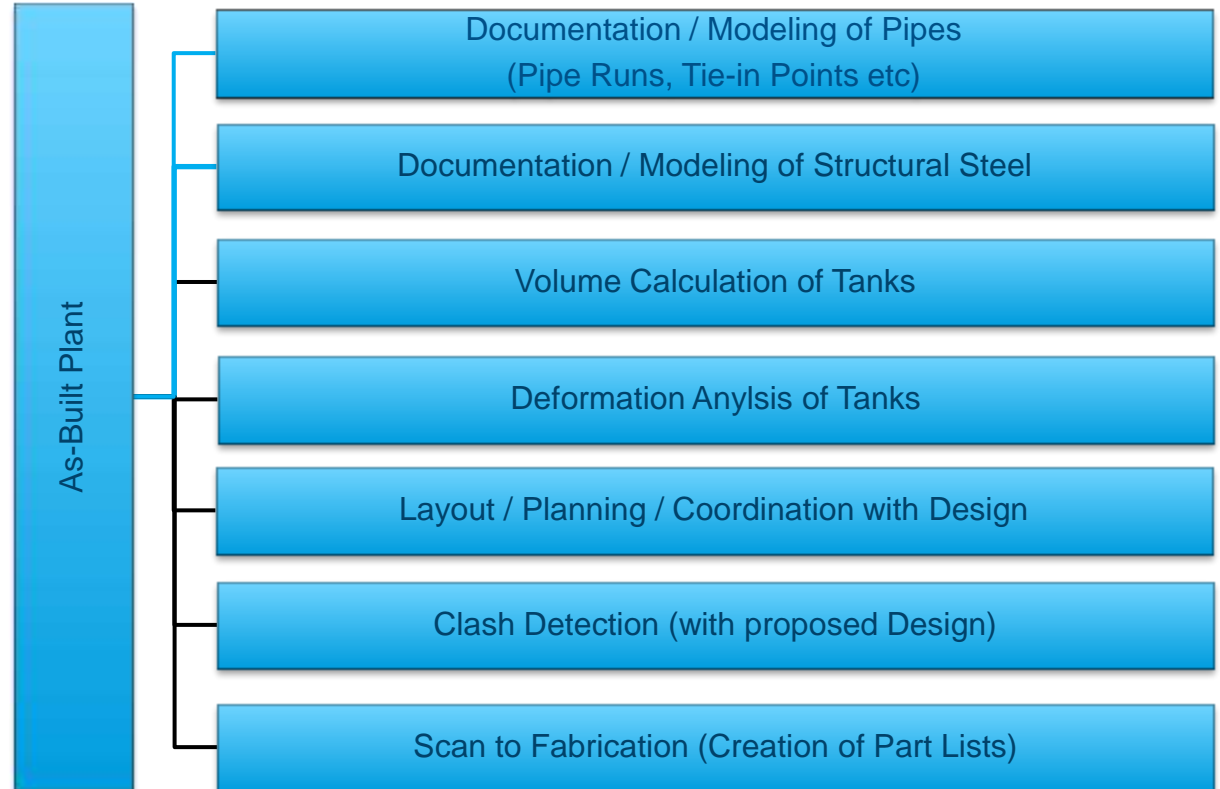 As-Built Plant
Documentation / Modeling of Pipes
(Pipe Runs, Tie-in Points etc)
Documentation / Modeling of Structural Steel
Volume Calculation of Tanks
Deformation Anylsis of Tanks
Layout / Planning / Coordination with Design
Clash Detection (with proposed Design)
Scan to Fabrication (Creation of Part Lists)